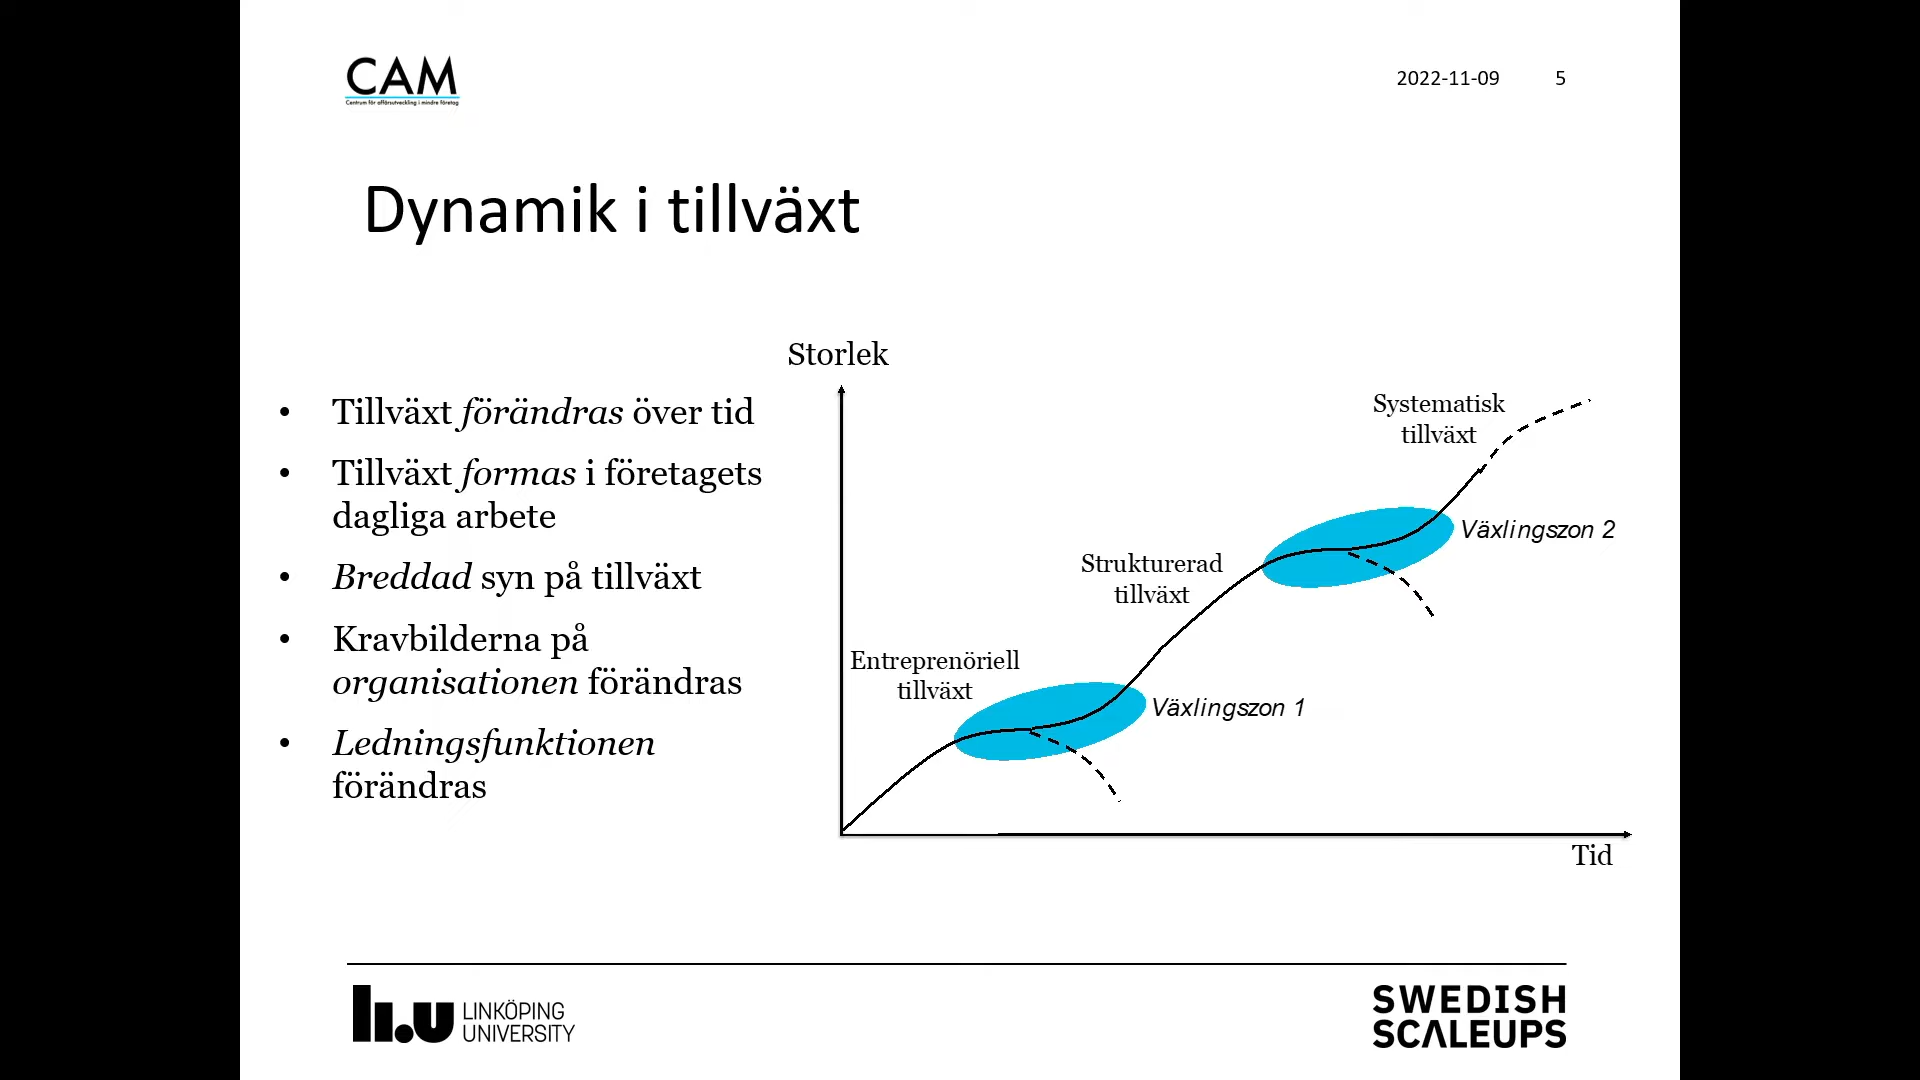 CAM
Centrum för affärsutveckling i mindre företag
2022-11-09 5
Dynamik i tillväxt
• Tillväxt förändras över tid
• Tillväxt formas i företagets
dagliga arbete
• Breddad syn på tillväxt
• Kravbilderna på
organisationen förändras
• Ledningsfunktionen
förändras
Storlek
Systematisk
tillväxt
Växlingszon 2
Strukturerad
tillväxt
Entreprenöriell
tillväxt
Växlingszon 1
Tid
li.u LINKÖPING
UNIVERSITY
SWEDISH
SCALEUPS